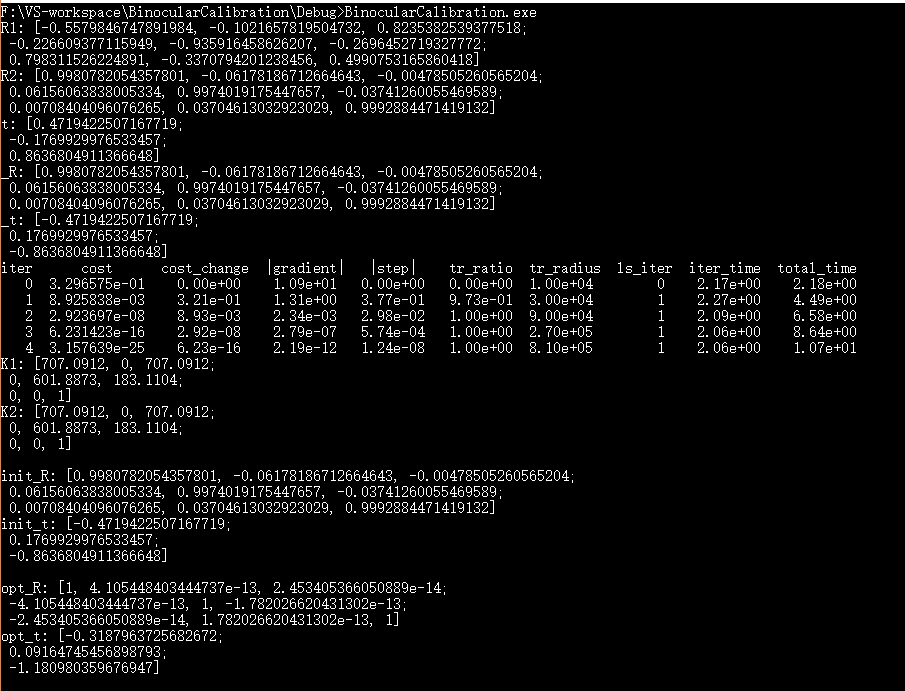 F:\VS-workspace\BinocularCalibration\Debug>BinocularCalibration.exe
R1: [-0.5579846747891984, -0.1021657819504732, 0.8235382539377518;
-0.226609377115949, -0.935916458626207, -0.2696452719327772;
0.798311526224891, -0.3370794201238456, 0.4990753165860418]
R2: [0.9980782054357801, -0.06178186712664643, -0.00478505260565204;
0.06156063838005334, 0.9974019175447657, -0.03741260055469589;
0.00708404096076265, 0.03704613032923029, 0.9992884471419132]
t: [0.4719422507167719;
-0.1769929976533457;
0.8636804911366648]
_R: [0.9980782054357801, -0.06178186712664643, -0.00478505260565204;
0.06156063838005334, 0.9974019175447657, -0.03741260055469589;
0.00708404096076265, 0.03704613032923029, 0.9992884471419132]
_t: [-0.4719422507167719;
0.1769929976533457;
-0.8636804911366648]
iter cost cost_change |gradient| |step| tr_ratio tr_radius ls_iter iter_time total_time
0 3.296575e-01 0.00e+00 1.09e+01 0.00e+00 0.00e+00 1.00e+04 0 2.17e+00 2.18e+00
1 8.925838e-03 3.21e-01 1.31e+00 3.77e-01 9.73e-01 3.00e+04 1 2.27e+00 4.49e+00
2 2.923697e-08 8.93e-03 2.34e-03 2.98e-02 1.00e+00 9.00e+04 1 2.09e+00 6.58e+00
3 6.231423e-16 2.92e-08 2.79e-07 5.74e-04 1.00e+00 2.70e+05 1 2.06e+00 8.64e+00
4 3.157639e-25 6.23e-16 2.19e-12 1.24e-08 1.00e+00 8.10e+05 1 2.06e+00 1.07e+01
K1: [707.0912, 0, 707.0912;
0, 601.8873, 183.1104;
0, 0, 1]
K2: [707.0912, 0, 707.0912;
0, 601.8873, 183.1104;
0, 0, 1]
init_R: [0.9980782054357801, -0.06178186712664643, -0.00478505260565204;
0.06156063838005334, 0.9974019175447657, -0.03741260055469589;
0.00708404096076265, 0.03704613032923029, 0.9992884471419132]
init_t: [-0.4719422507167719;
0.1769929976533457;
-0.8636804911366648]
opt_R: [1, 4.105448403444737e-13, 2.453405366050889e-14;
-4.105448403444737e-13, 1, -1.782026620431302e-13;
-2.453405366050889e-14, 1.782026620431302e-13, 1]
opt_t: [-0.3187963725682672;
0.09164745456898793;
-1.180980359676947]